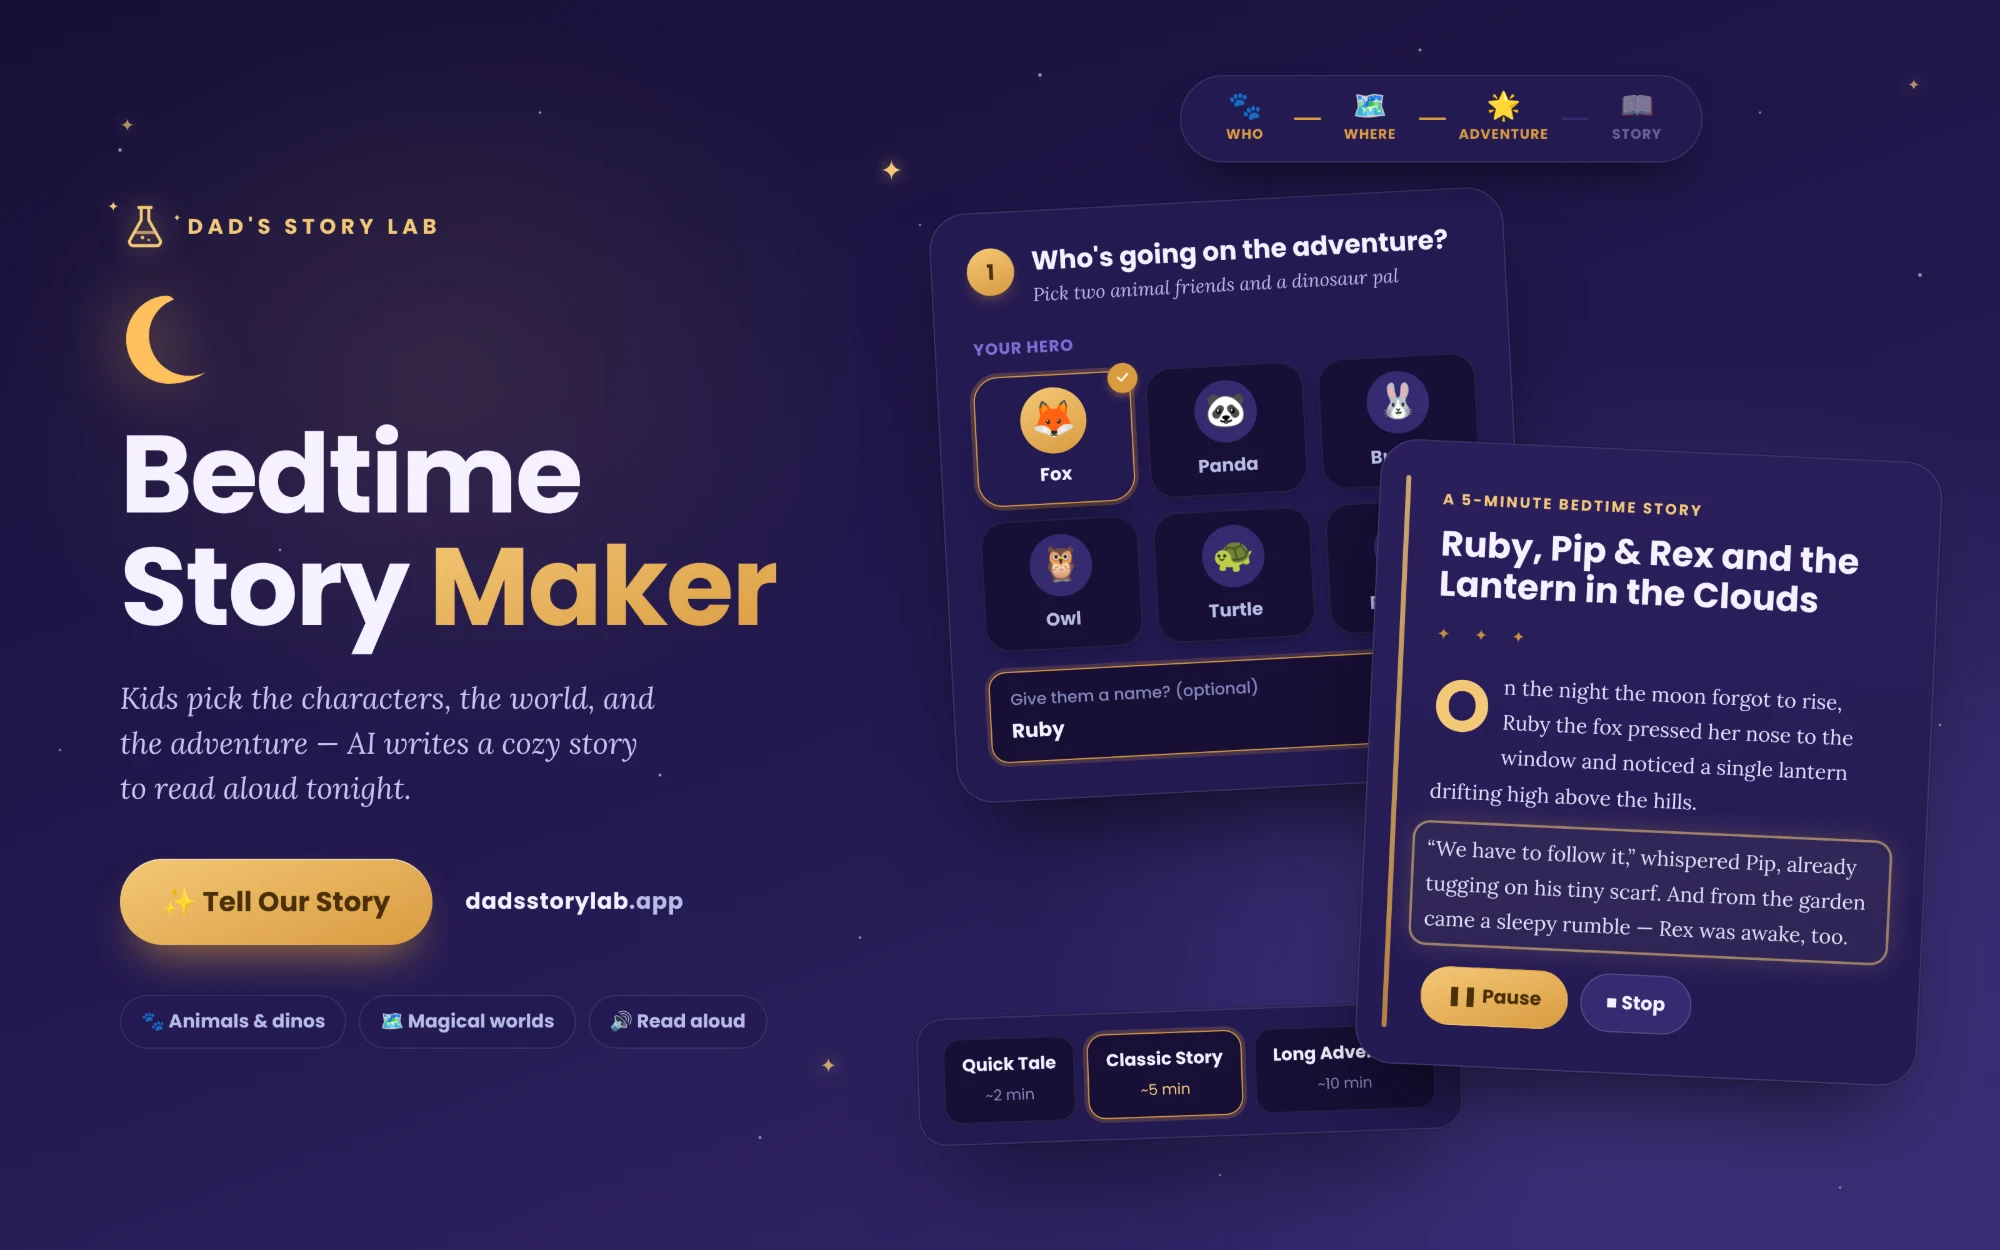 WHO
WHERE
ADVENTURE
STORY
DAD'S STORY LAB
Bedtime
Story Maker
Kids pick the characters, the world, and
the adventure — AI writes a cozy story
to read aloud tonight.
✨ Tell Our Story
dadsstorylab.app
Animals & dinos
Magical worlds
Read aloud
1
Who's going on the adventure?
Pick two animal friends and a dinosaur pal
YOUR HERO
Fox
Panda
Owl
Turtle
Give them a name? (optional)
Ruby
A 5-MINUTE BEDTIME STORY
Ruby, Pip & Rex and the
Lantern in the Clouds
On the night the moon forgot to rise,
Ruby the fox pressed her nose to the
window and noticed a single lantern
drifting high above the hills.
“We have to follow it,” whispered Pip, already
tugging on his tiny scarf. And from the garden
came a sleepy rumble — Rex was awake, too.
Pause
Stop
Quick Tale
~2 min
Classic Story
~5 min
Long
~10 min